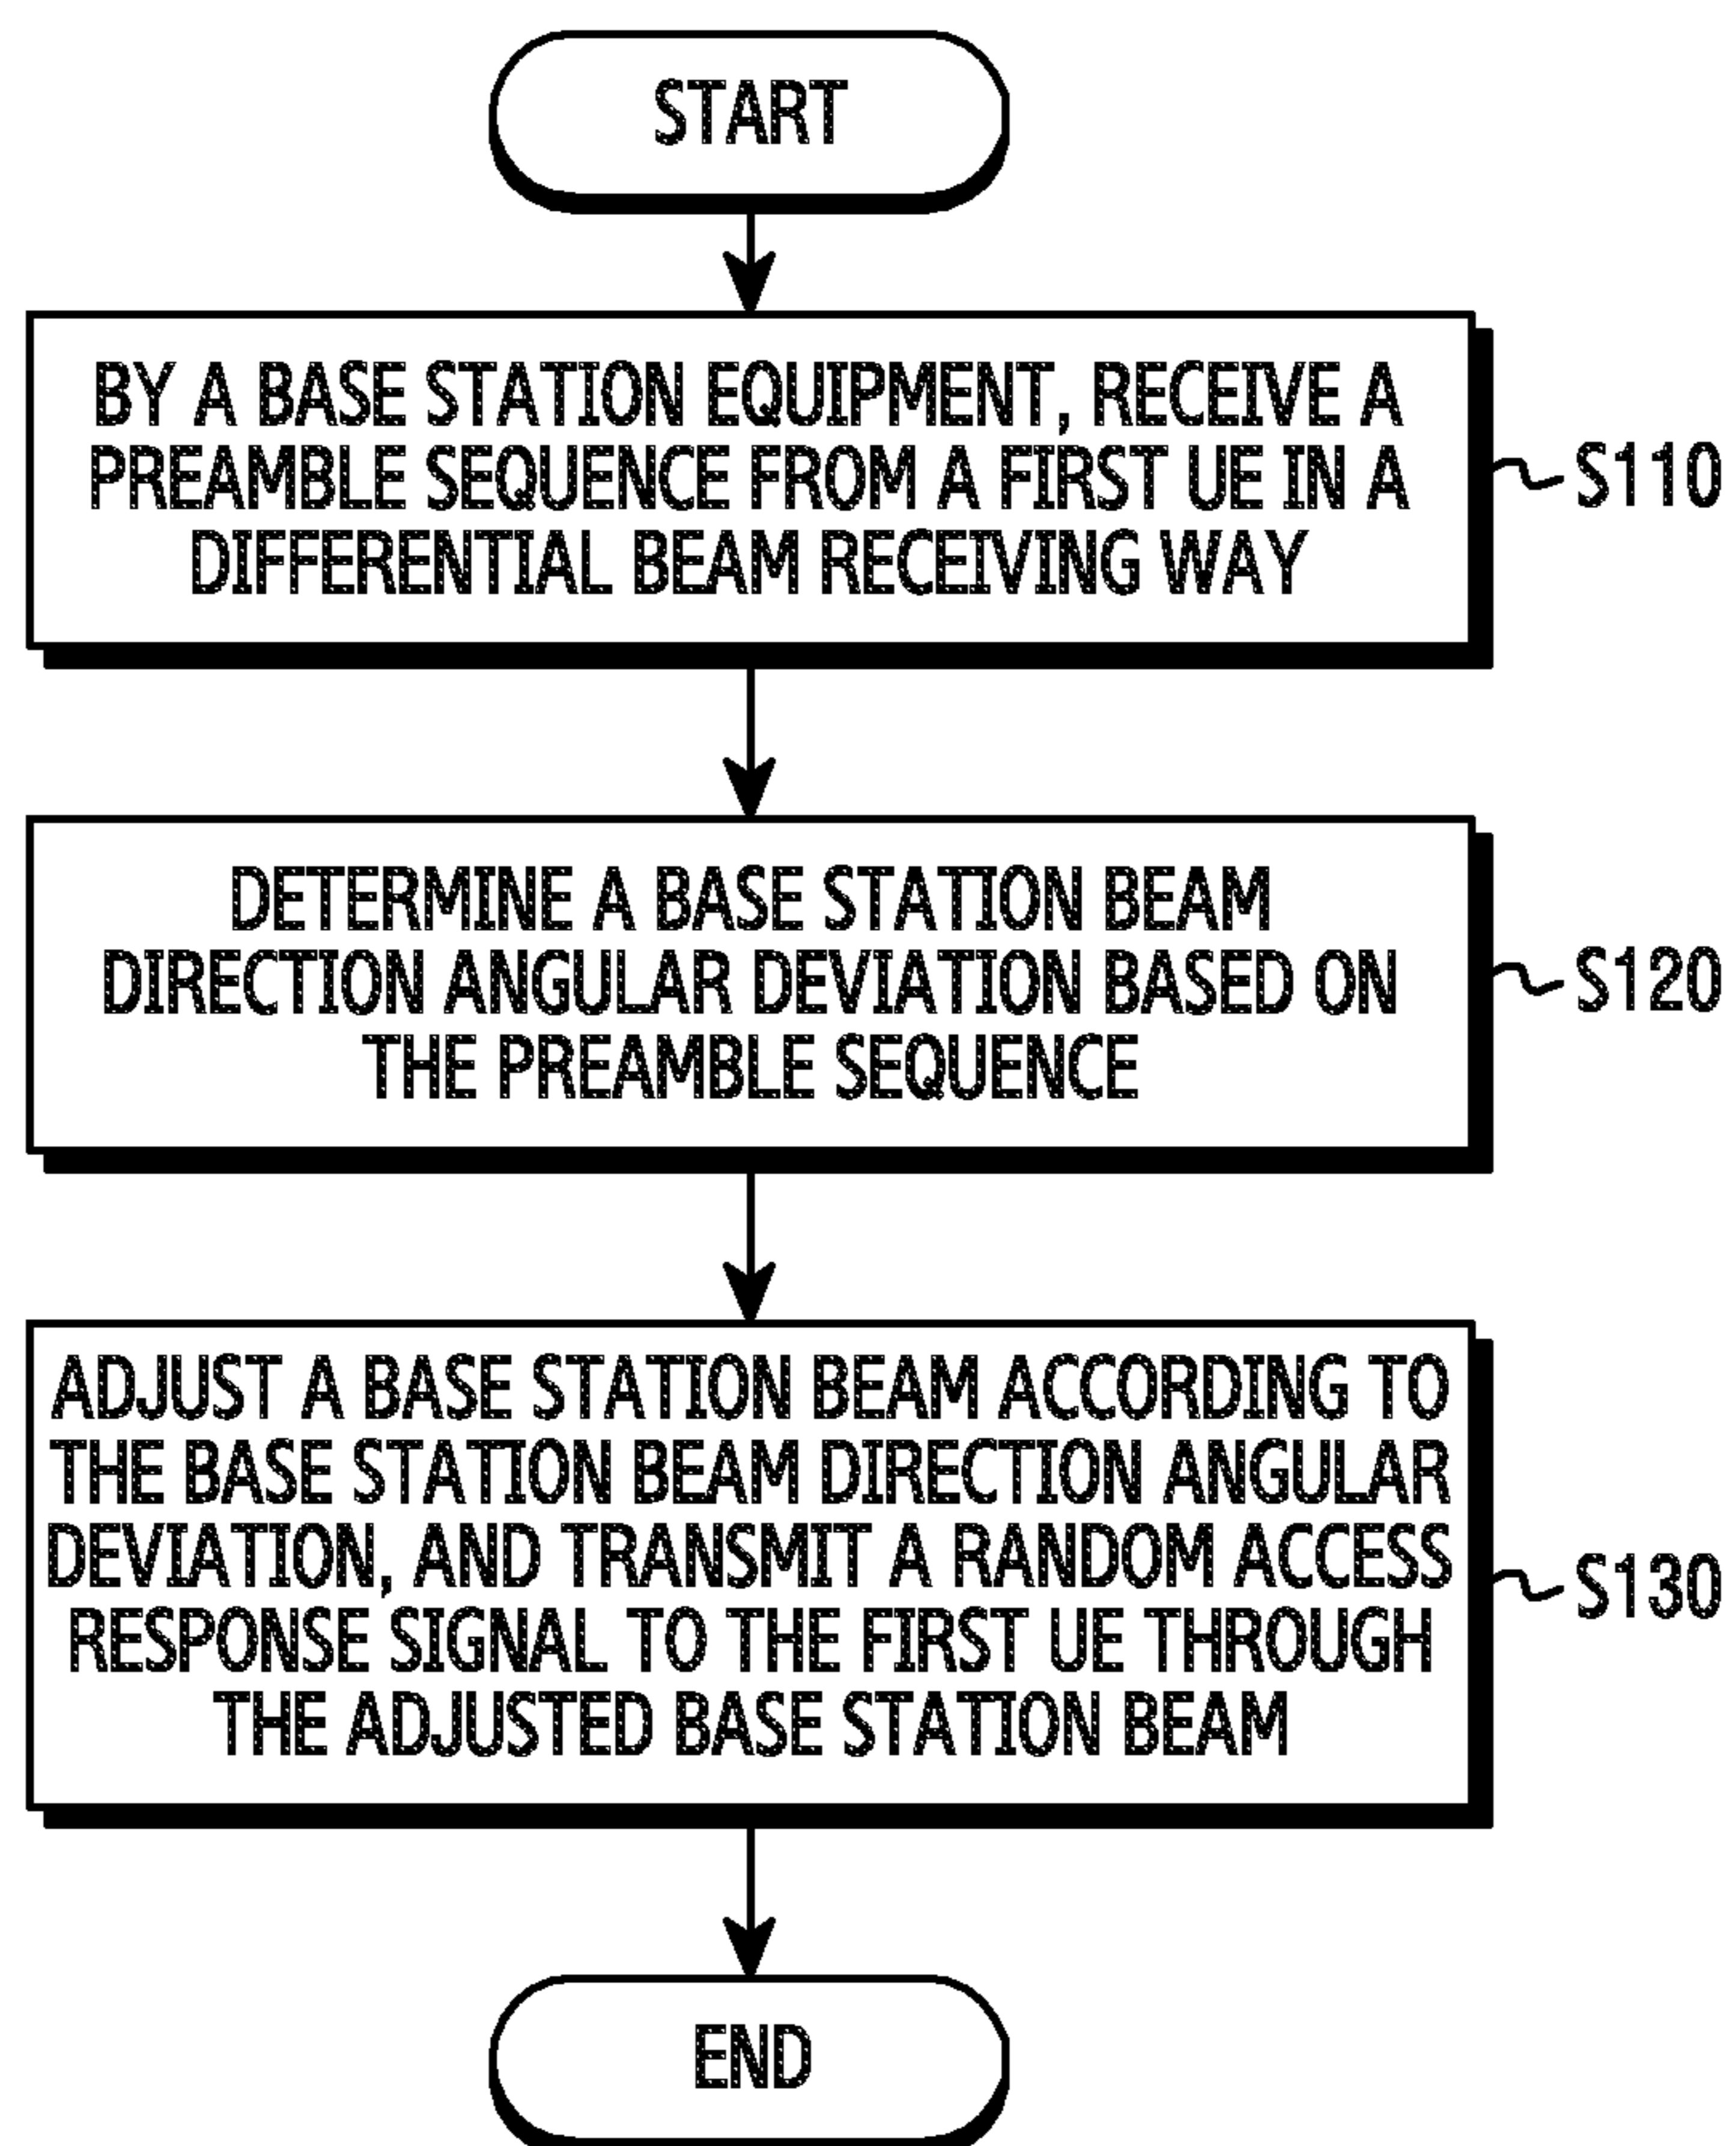 START
BY A BASE STATION EQUIPMENT, RECEIVE A
PREAMBLE SEQUENCE FROM A FIRST UE IN A
DIFFERENTIAL BEAM RECEIVING WAY
S110
DETERMINE A BASE STATION BEAM
DIRECTION ANGULAR DEVIATION BASED ON
THE PREAMBLE SEQUENCE
S120
ADJUST A BASE STATION BEAM ACCORDING TO
THE BASE STATION BEAM DIRECTION ANGULAR
DEVIATION, AND TRANSMIT A RANDOM ACCESS
RESPONSE SIGNAL TO THE FIRST UE THROUGH
THE ADJUSTED BASE STATION BEAM
S130
END